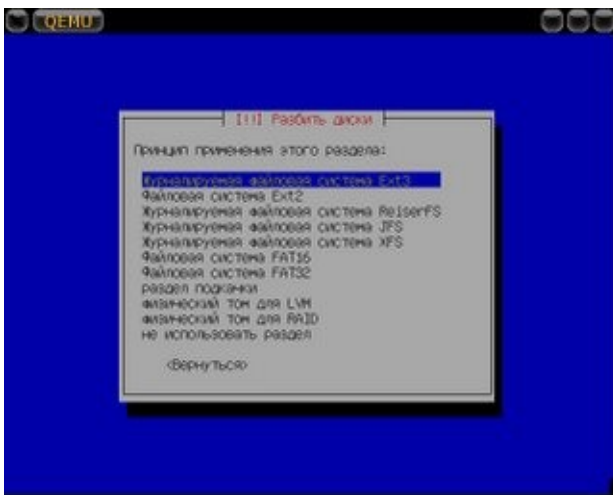 QEMU
[!!] Разбить диски
Принцип применения этого раздела:
Журналируемая файловая система Ext3
Файловая система Ext2
Журналируемая файловая система ReiserFS
Журналируемая файловая система JFS
Журналируемая файловая система XFS
Файловая система FAT16
Файловая система FAT32
раздел подкачки
физический том для LVM
физический том для RAID
не использовать раздел
<Вернуться>